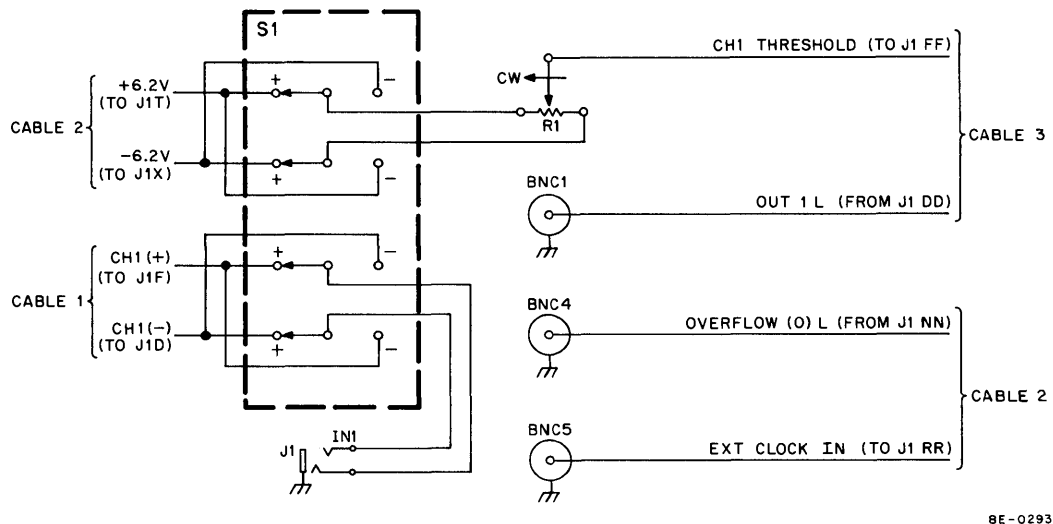 S1
+6.2V
(TO J1T)
CABLE 2
-6.2V
(TO J1X)
+
-
+
-
CW
R1
CH1 THRESHOLD (TO J1 FF)
CABLE 3
BNC1
OUT 1 L (FROM J1 DD)
CH1 (+)
(TO J1F)
CABLE 1
CH1 (-)
(TO J1D)
+
-
+
-
BNC4
OVERFLOW (0) L (FROM J1 NN)
CABLE 2
BNC5
EXT CLOCK IN (TO J1 RR)
J1
IN1
8E-0293